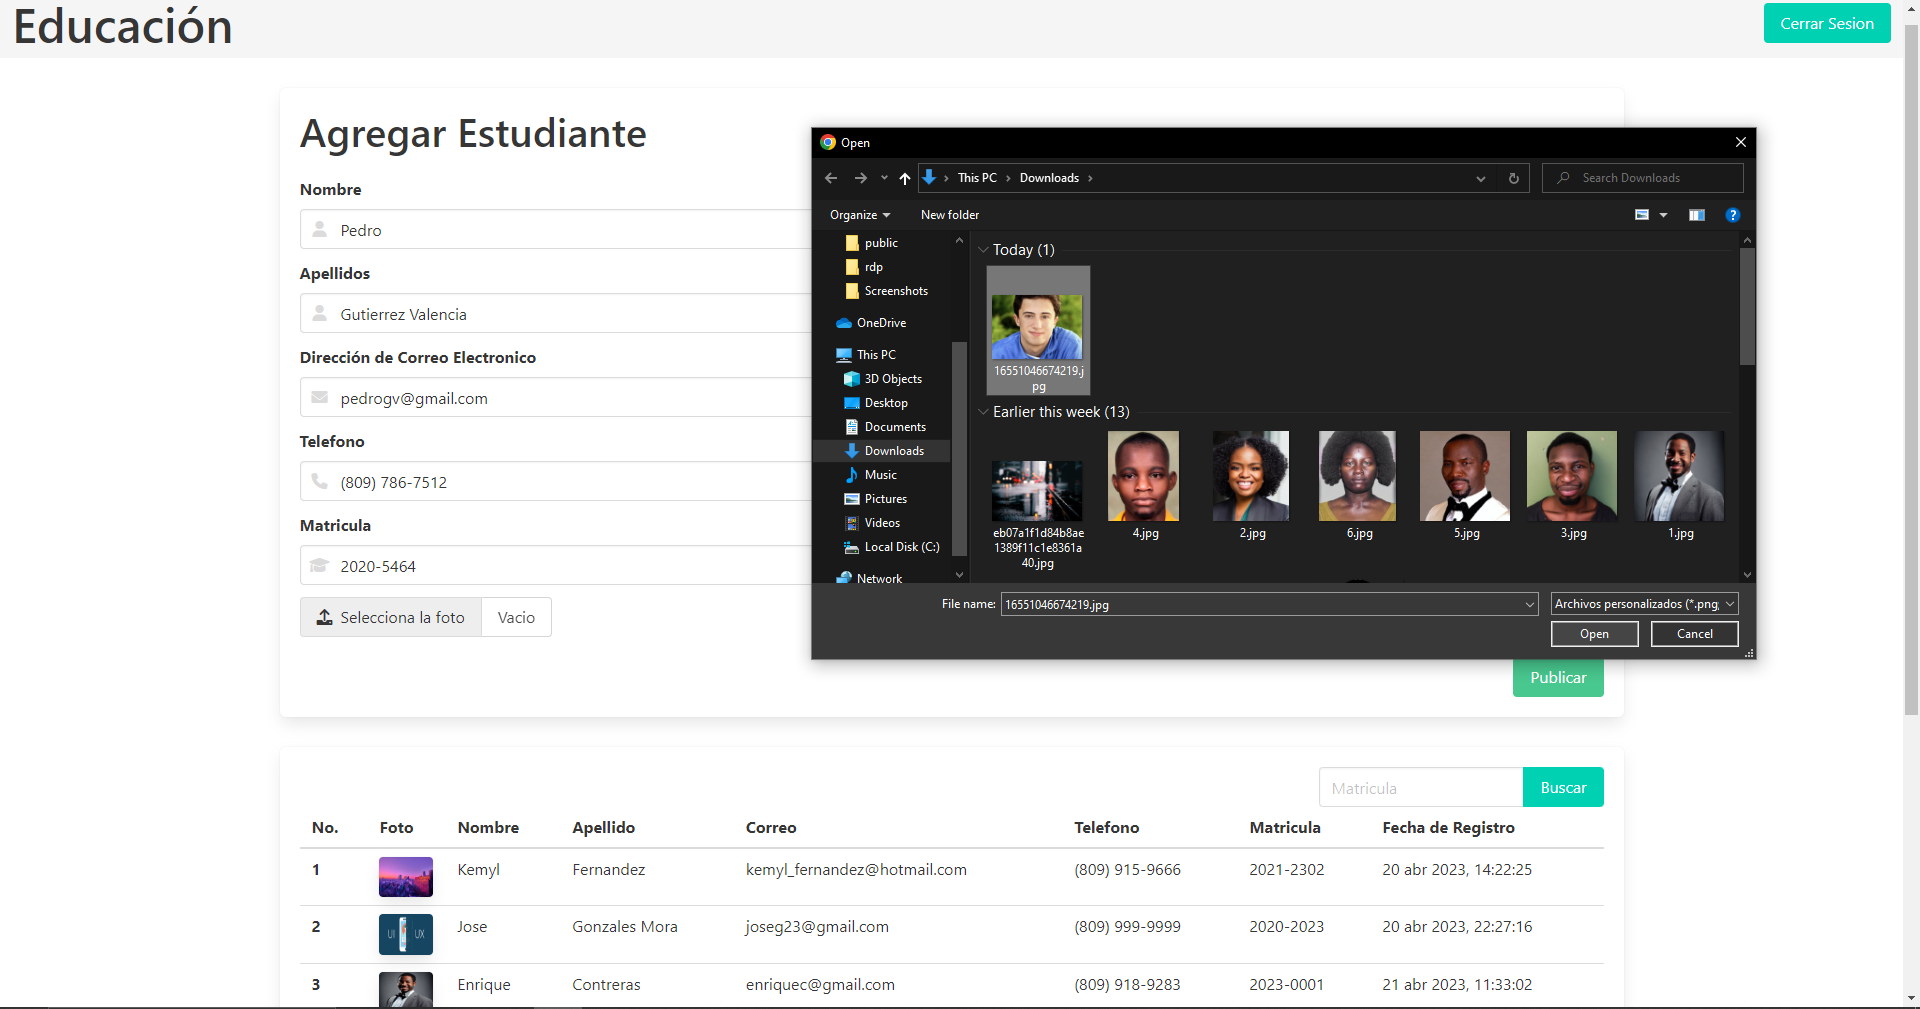 Educación
Cerrar Sesion
Agregar Estudiante
Nombre
Pedro
Apellidos
Gutierrez Valencia
Dirección de Correo Electronico
pedrogv@gmail.com
Telefono
(809) 786-7512
Matricula
2020-5464
Selecciona la foto
Vacio
Open
This PC
Downloads
Search Downloads
Organize
New folder
public
rdp
Screenshots
OneDrive
This PC
3D Objects
Desktop
Documents
Downloads
Music
Pictures
Videos
Local Disk (C:)
Network
Today (1)
16551046674219.j
pg
Earlier this week (13)
eb07a1f1d84b8ae
1389f11c1e8361a
40.jpg
4.jpg
2.jpg
6.jpg
5.jpg
3.jpg
1.jpg
File name: 16551046674219.jpg
Archivos personalizados (*.png;
Open
Cancel
Publicar
Matricula
Buscar
No. Foto Nombre Apellido Correo Telefono Matricula Fecha de Registro
1 Kemyl Fernandez kemyl_fernandez@hotmail.com (809) 915-9666 2021-2302 20 abr 2023, 14:22:25
2 UI UX Jose Gonzales Mora joseg23@gmail.com (809) 999-9999 2020-2023 20 abr 2023, 22:27:16
3 Enrique Contreras enriquec@gmail.com (809) 918-9283 2023-0001 21 abr 2023, 11:33:02